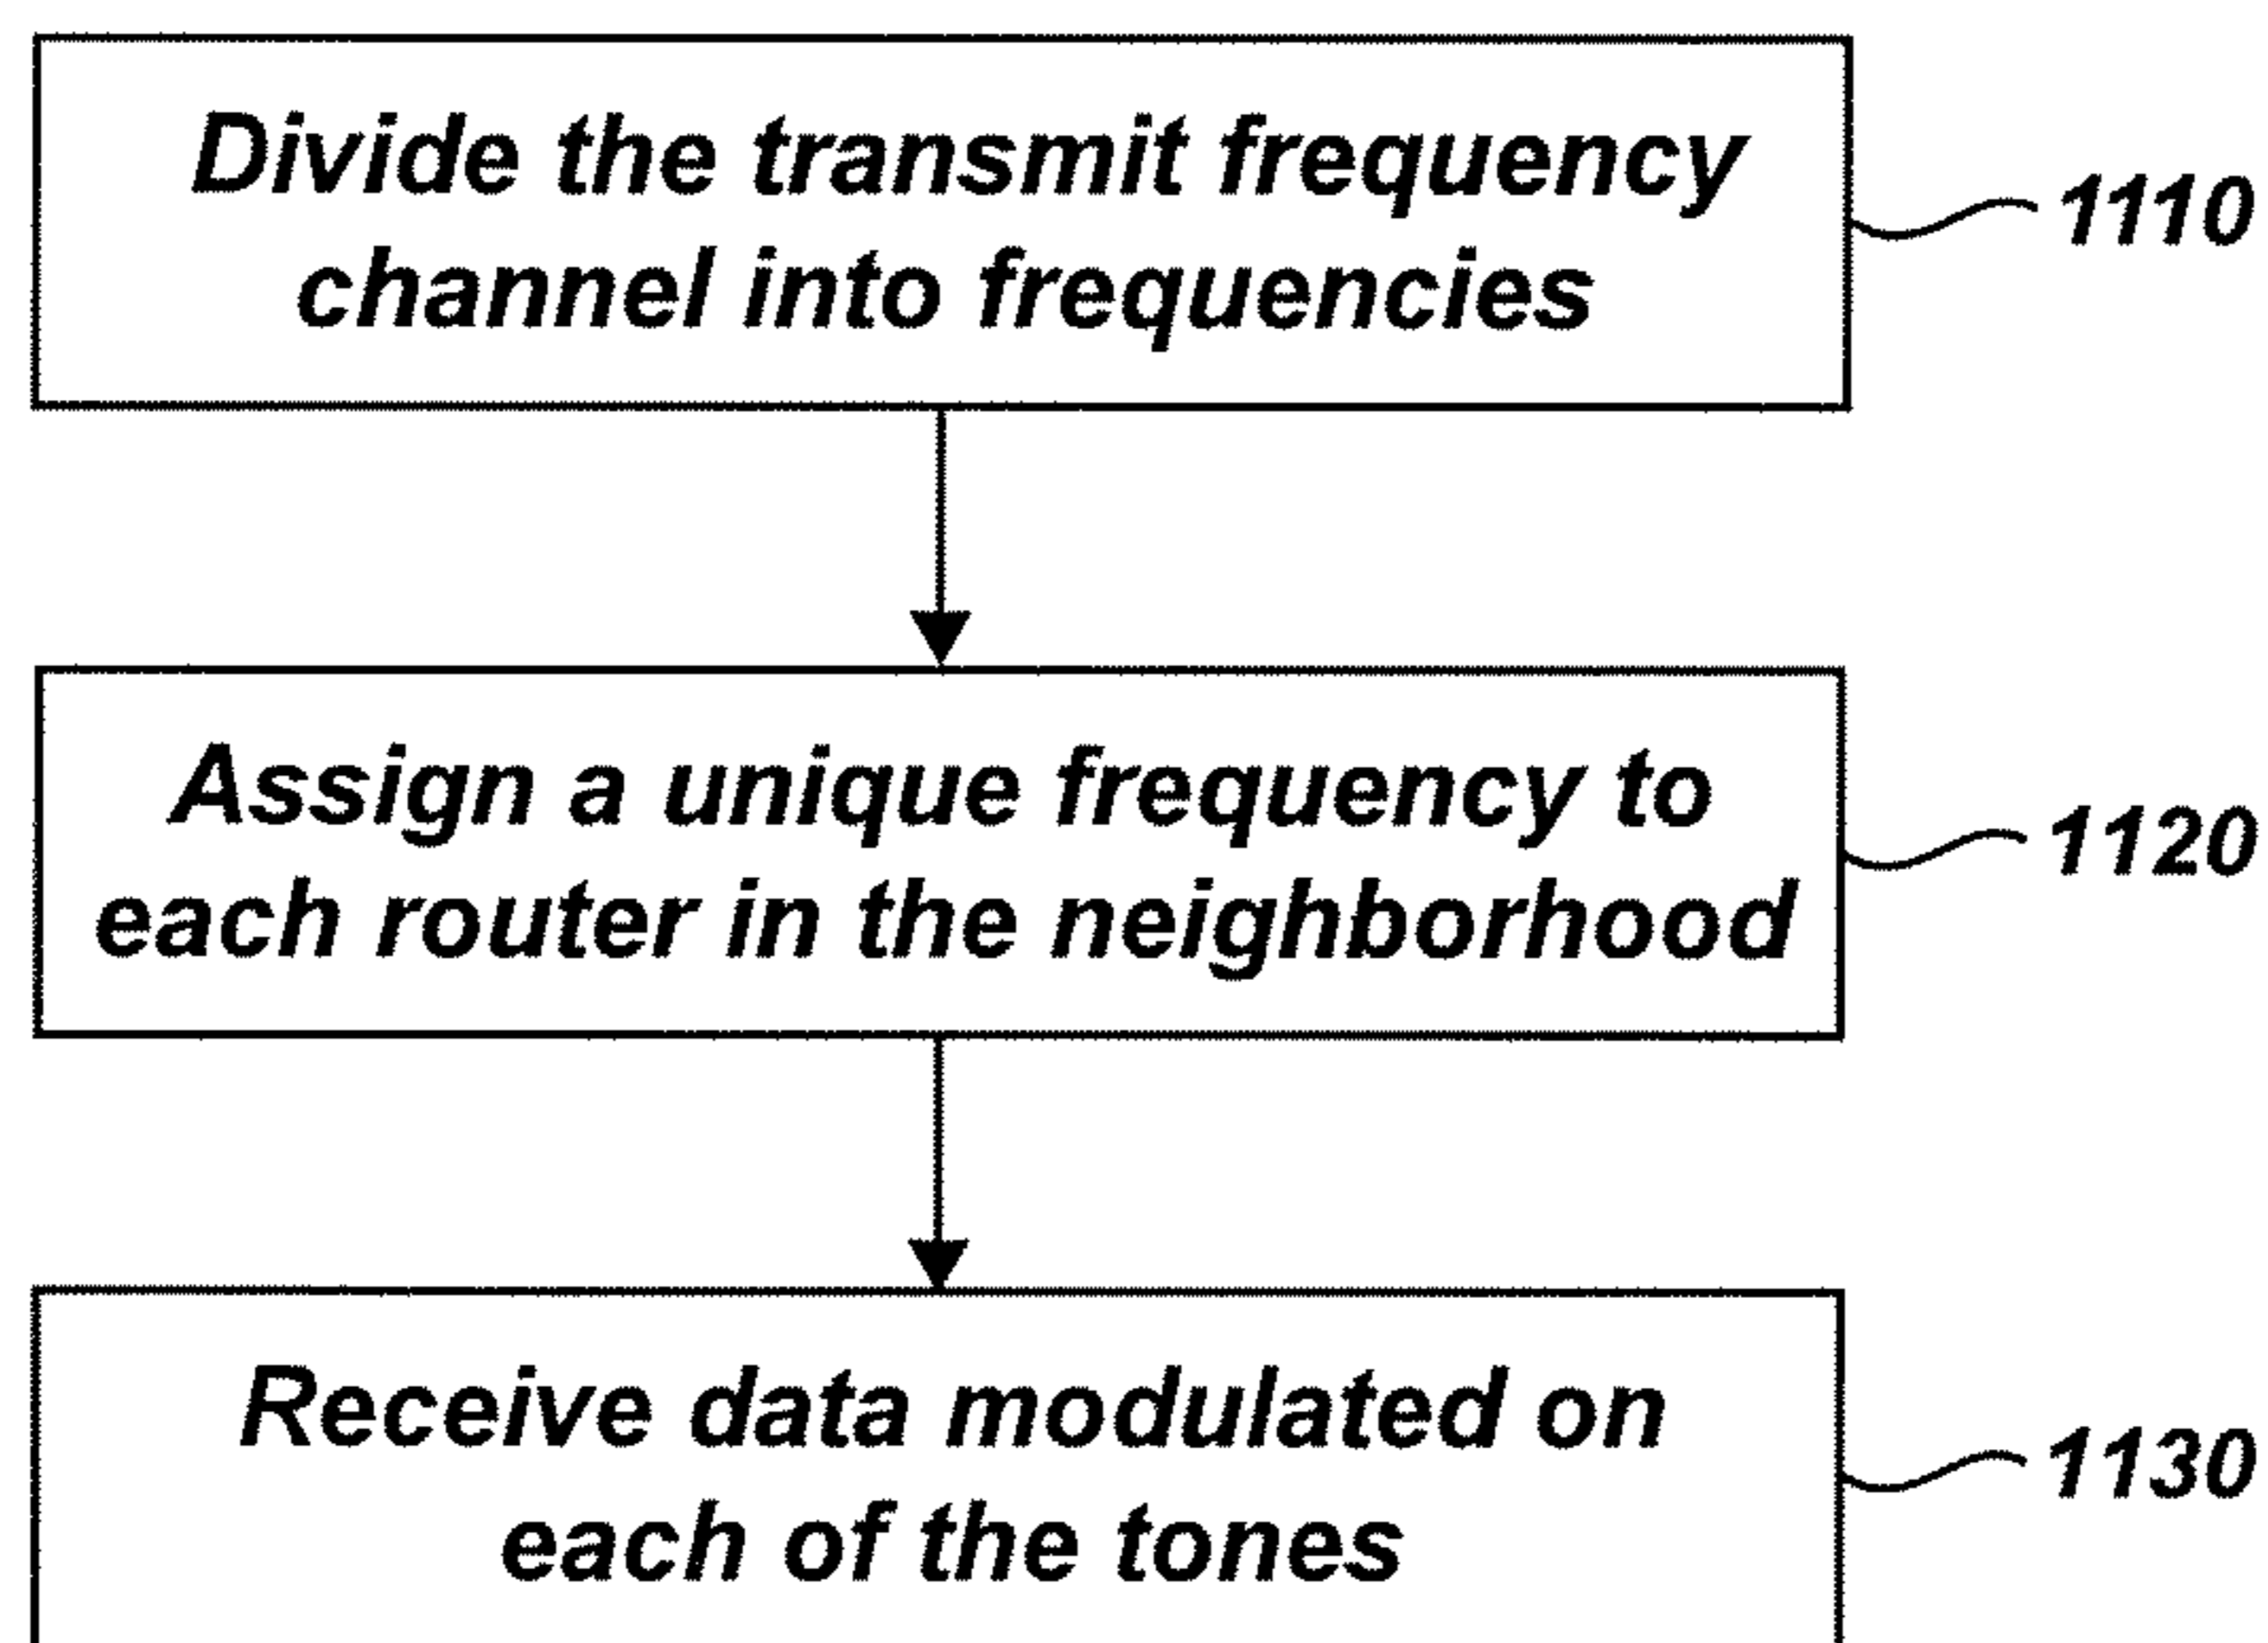 Divide the transmit frequency
channel into frequencies
1110
Assign a unique frequency to
each router in the neighborhood
1120
Receive data modulated on
each of the tones
1130